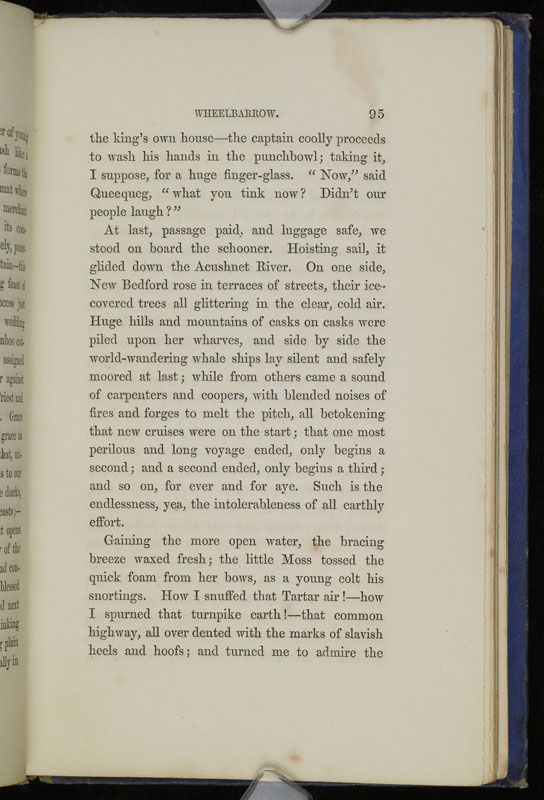 WHEELBARROW. 95
the king's own house—the captain coolly proceeds
to wash his hands in the punchbowl; taking it,
I suppose, for a huge finger-glass. “ Now,” said
Queequeg, “ what you tink now? Didn't our
people laugh ? ”
At last, passage paid, and luggage safe, we
stood on board the schooner. Hoisting sail, it
glided down the Acushnet River. On one side,
New Bedford rose in terraces of streets, their ice-
covered trees all glittering in the clear, cold air.
Huge hills and mountains of casks on casks were
piled upon her wharves, and side by side the
world-wandering whale ships lay silent and safely
moored at last; while from others came a sound
of carpenters and coopers, with blended noises of
fires and forges to melt the pitch, all betokening
that new cruises were on the start; that one most
perilous and long voyage ended, only begins a
second; and a second ended, only begins a third;
and so on, for ever and for aye. Such is the
endlessness, yea, the intolerableness of all earthly
effort.
Gaining the more open water, the bracing
breeze waxed fresh; the little Moss tossed the
quick foam from her bows, as a young colt his
snortings. How I snuffed that Tartar air!—how
I spurned that turnpike earth!—that common
highway, all over dented with the marks of slavish
heels and hoofs; and turned me to admire the